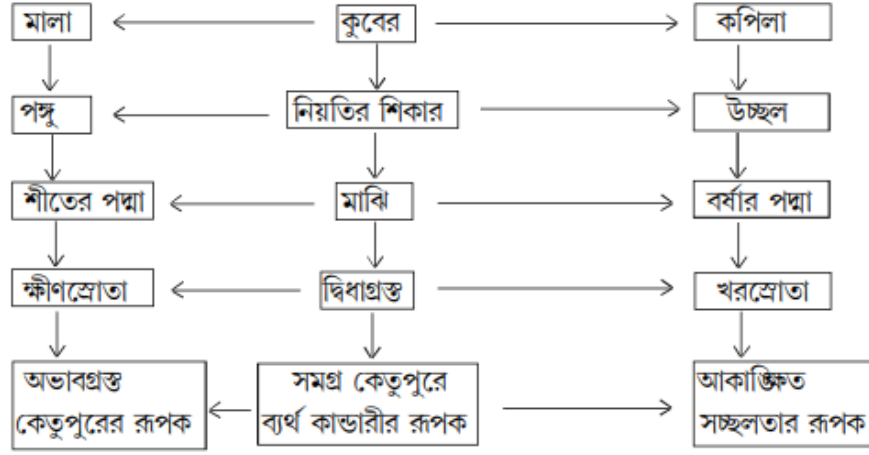 মালা কুবের কপিলা
পঙ্গু নিয়তির শিকার উচ্ছল
শীতের পদ্মা মাঝি বর্ষার পদ্মা
ক্ষীণস্রোতা দ্বিধাগ্রস্ত খরস্রোতা
অভাবগ্রস্ত
কেতুপুরের রূপক
সমগ্র কেতুপুরে
ব্যর্থ কান্ডারীর রূপক
আকাঙ্ক্ষিত
সচ্ছলতার রূপক